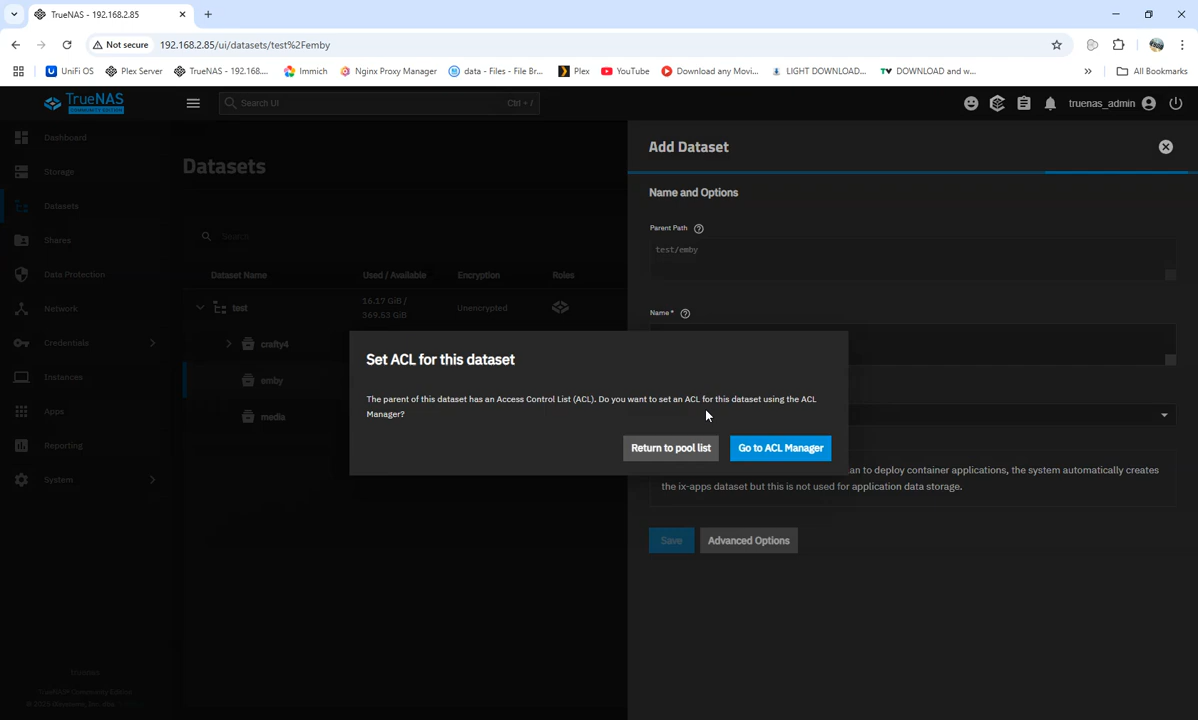 TrueNAS - 192.168.2.85
Not secure
192.168.2.85/ui/datasets/test%2Femby
UniFi OS
Plex Server
TrueNAS - 192.168....
Immich
Nginx Proxy Manager
data - Files - File Br...
Plex
YouTube
Download any Movi...
LIGHT DOWNLOAD...
DOWNLOAD and w...
»
All Bookmarks
TrueNAS
COMMUNITY EDITION
Search UI
Ctrl + /
truenas_admin
Dashboard
Storage
Datasets
Shares
Data Protection
Network
Credentials
Instances
Apps
Reporting
System
truenas
Datasets
Search
Dataset Name
Used / Available
Encryption
Roles
test
16.17 GiB /
369.53 GiB
Unencrypted
crafty4
emby
media
Add Dataset
Name and Options
Parent Path
test/emby
Name *
Set ACL for this dataset
The parent of this dataset has an Access Control List (ACL). Do you want to set an ACL for this dataset using the ACL
Manager?
Return to pool list
Go to ACL Manager
an to deploy container applications, the system automatically creates
the ix-apps dataset but this is not used for application data storage.
Save
Advanced Options